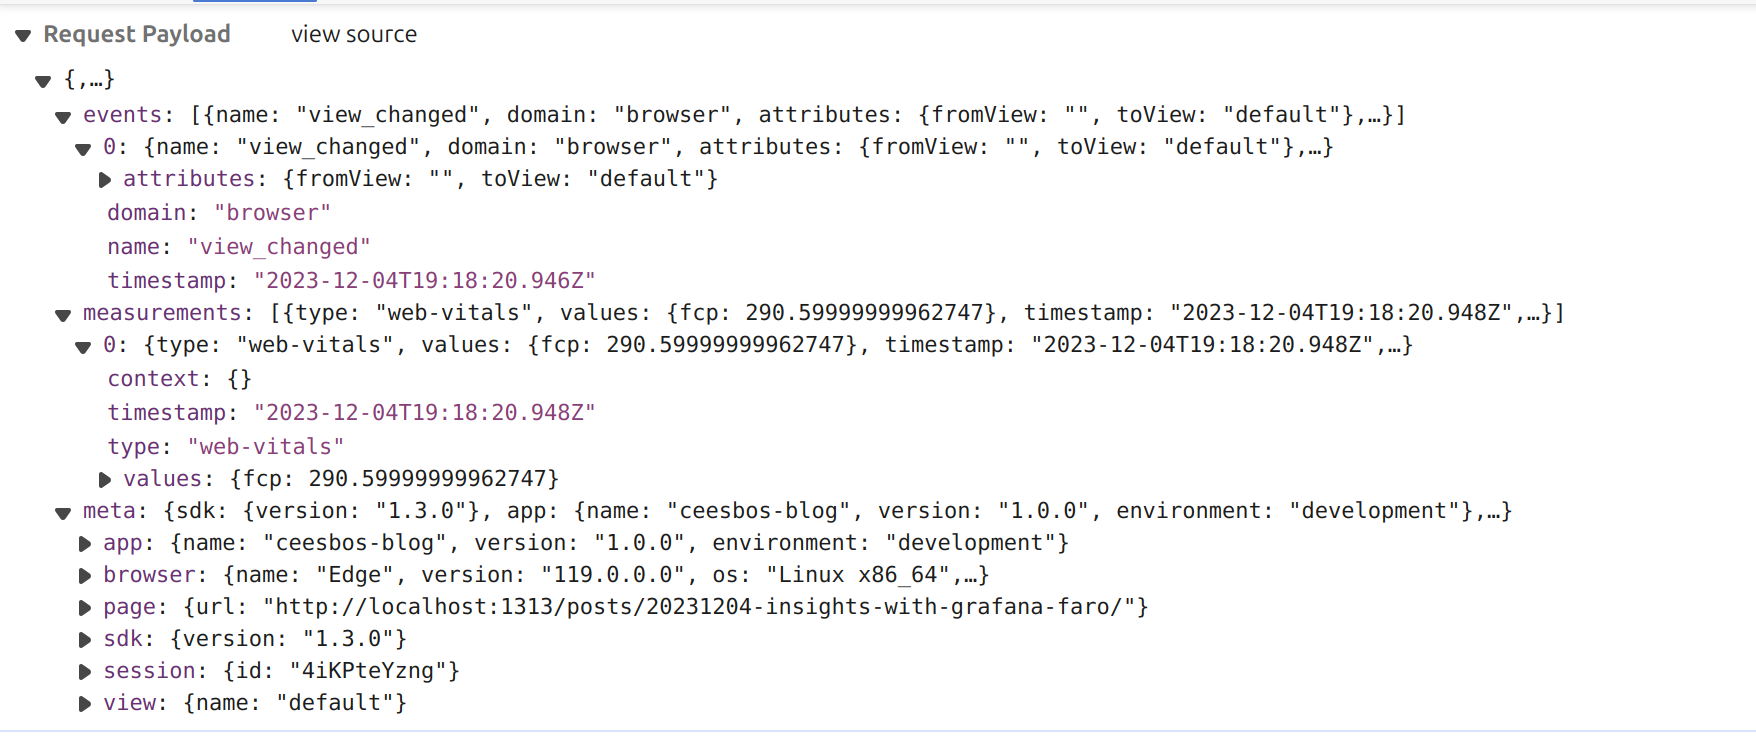 Request Payload view source
{,…}
events: [{name: "view_changed", domain: "browser", attributes: {fromView: "", toView: "default"},…}]
0: {name: "view_changed", domain: "browser", attributes: {fromView: "", toView: "default"},…}
attributes: {fromView: "", toView: "default"}
domain: "browser"
name: "view_changed"
timestamp: "2023-12-04T19:18:20.946Z"
measurements: [{type: "web-vitals", values: {fcp: 290.59999999962747}, timestamp: "2023-12-04T19:18:20.948Z",…}]
0: {type: "web-vitals", values: {fcp: 290.59999999962747}, timestamp: "2023-12-04T19:18:20.948Z",…}
context: {}
timestamp: "2023-12-04T19:18:20.948Z"
type: "web-vitals"
values: {fcp: 290.59999999962747}
meta: {sdk: {version: "1.3.0"}, app: {name: "ceesbos-blog", version: "1.0.0", environment: "development"},…}
app: {name: "ceesbos-blog", version: "1.0.0", environment: "development"}
browser: {name: "Edge", version: "119.0.0.0", os: "Linux x86_64",…}
page: {url: "http://localhost:1313/posts/20231204-insights-with-grafana-faro/"}
sdk: {version: "1.3.0"}
session: {id: "4iKPteYzng"}
view: {name: "default"}